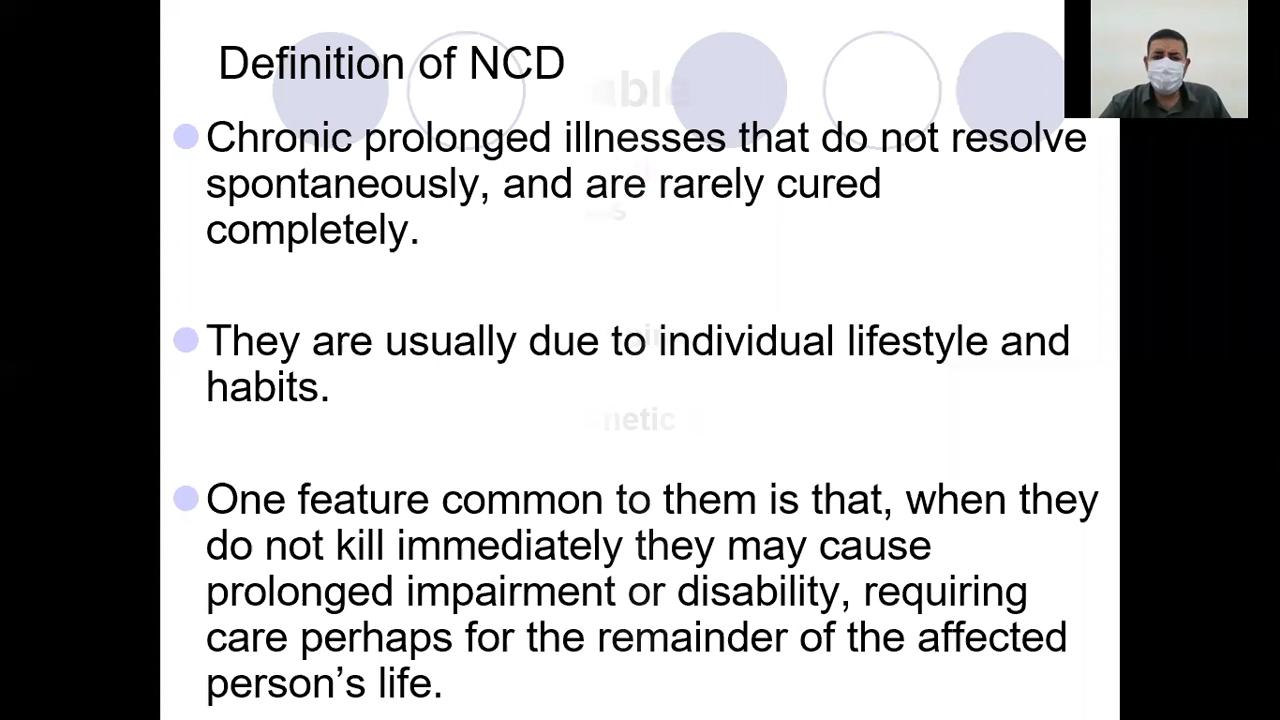 Definition of NCD
Chronic prolonged illnesses that do not resolve
spontaneously, and are rarely cured
completely.
They are usually due to individual lifestyle and
habits.
One feature common to them is that, when they
do not kill immediately they may cause
prolonged impairment or disability, requiring
care perhaps for the remainder of the affected
person’s life.